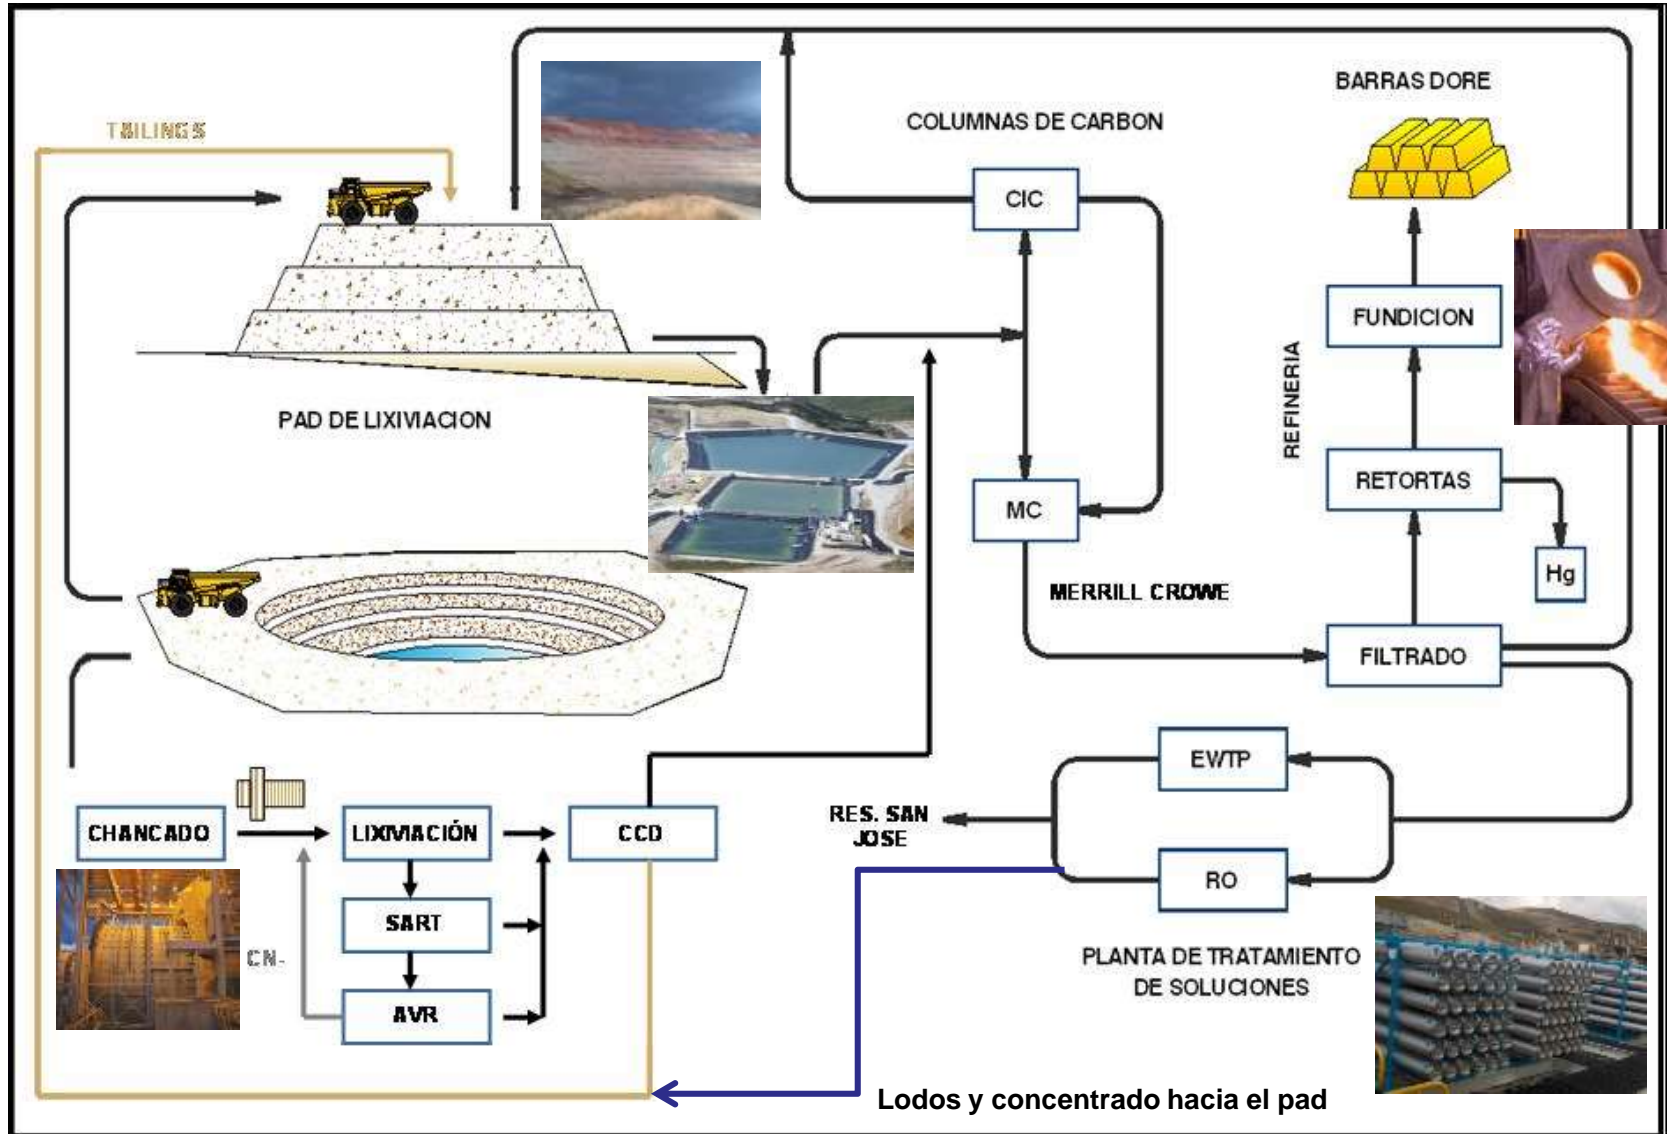 TAILINGS
BARRAS DORE
COLUMNAS DE CARBON
CIC
FUNDICION
REFINERIA
PAD DE LIXIVIACION
RETORTAS
MC
Hg
MERRILL CROWE
FILTRADO
EWTP
RES. SAN
JOSE
CHANCADO
LIXIVIACIÓN
CCD
RO
SART
CN-
PLANTA DE TRATAMIENTO
DE SOLUCIONES
AVR
Lodos y concentrado hacia el pad